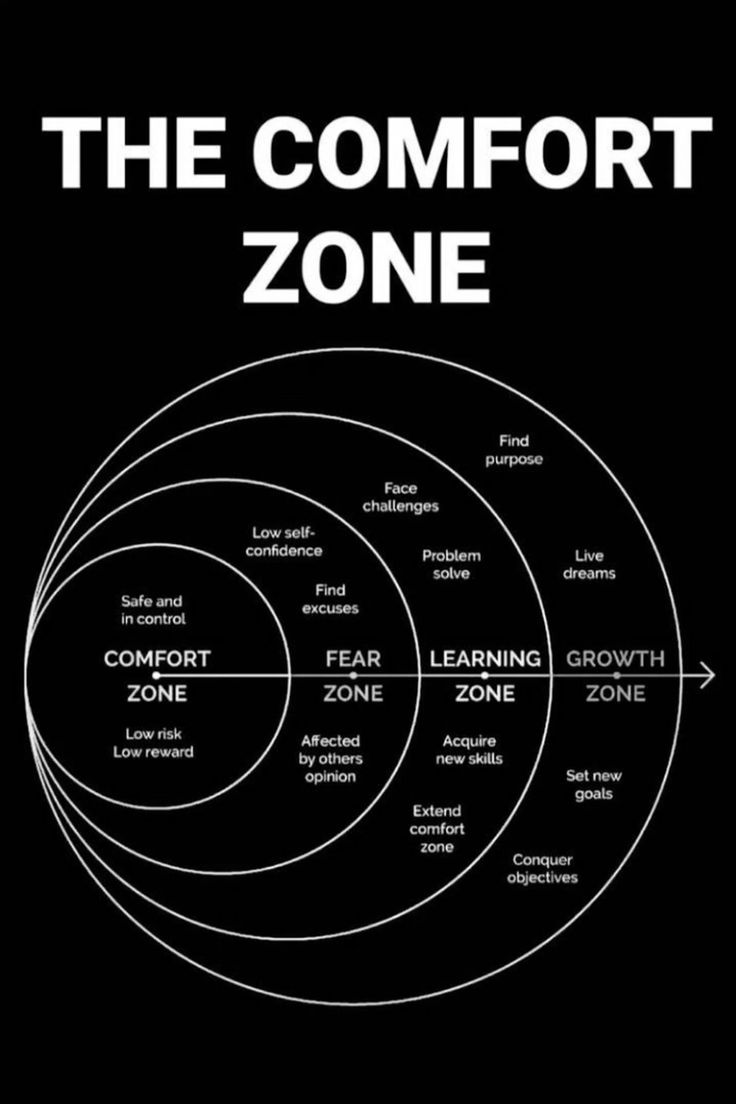 THE COMFORT
ZONE
Find
purpose
Face
challenges
Low self-
confidence
Problem
solve
Live
dreams
Find
excuses
Safe and
in control
COMFORT
ZONE
FEAR
ZONE
LEARNING
ZONE
GROWTH
ZONE
Low risk
Low reward
Affected
by others
opinion
Acquire
new skills
Set new
goals
Extend
comfort
zone
Conquer
objectives